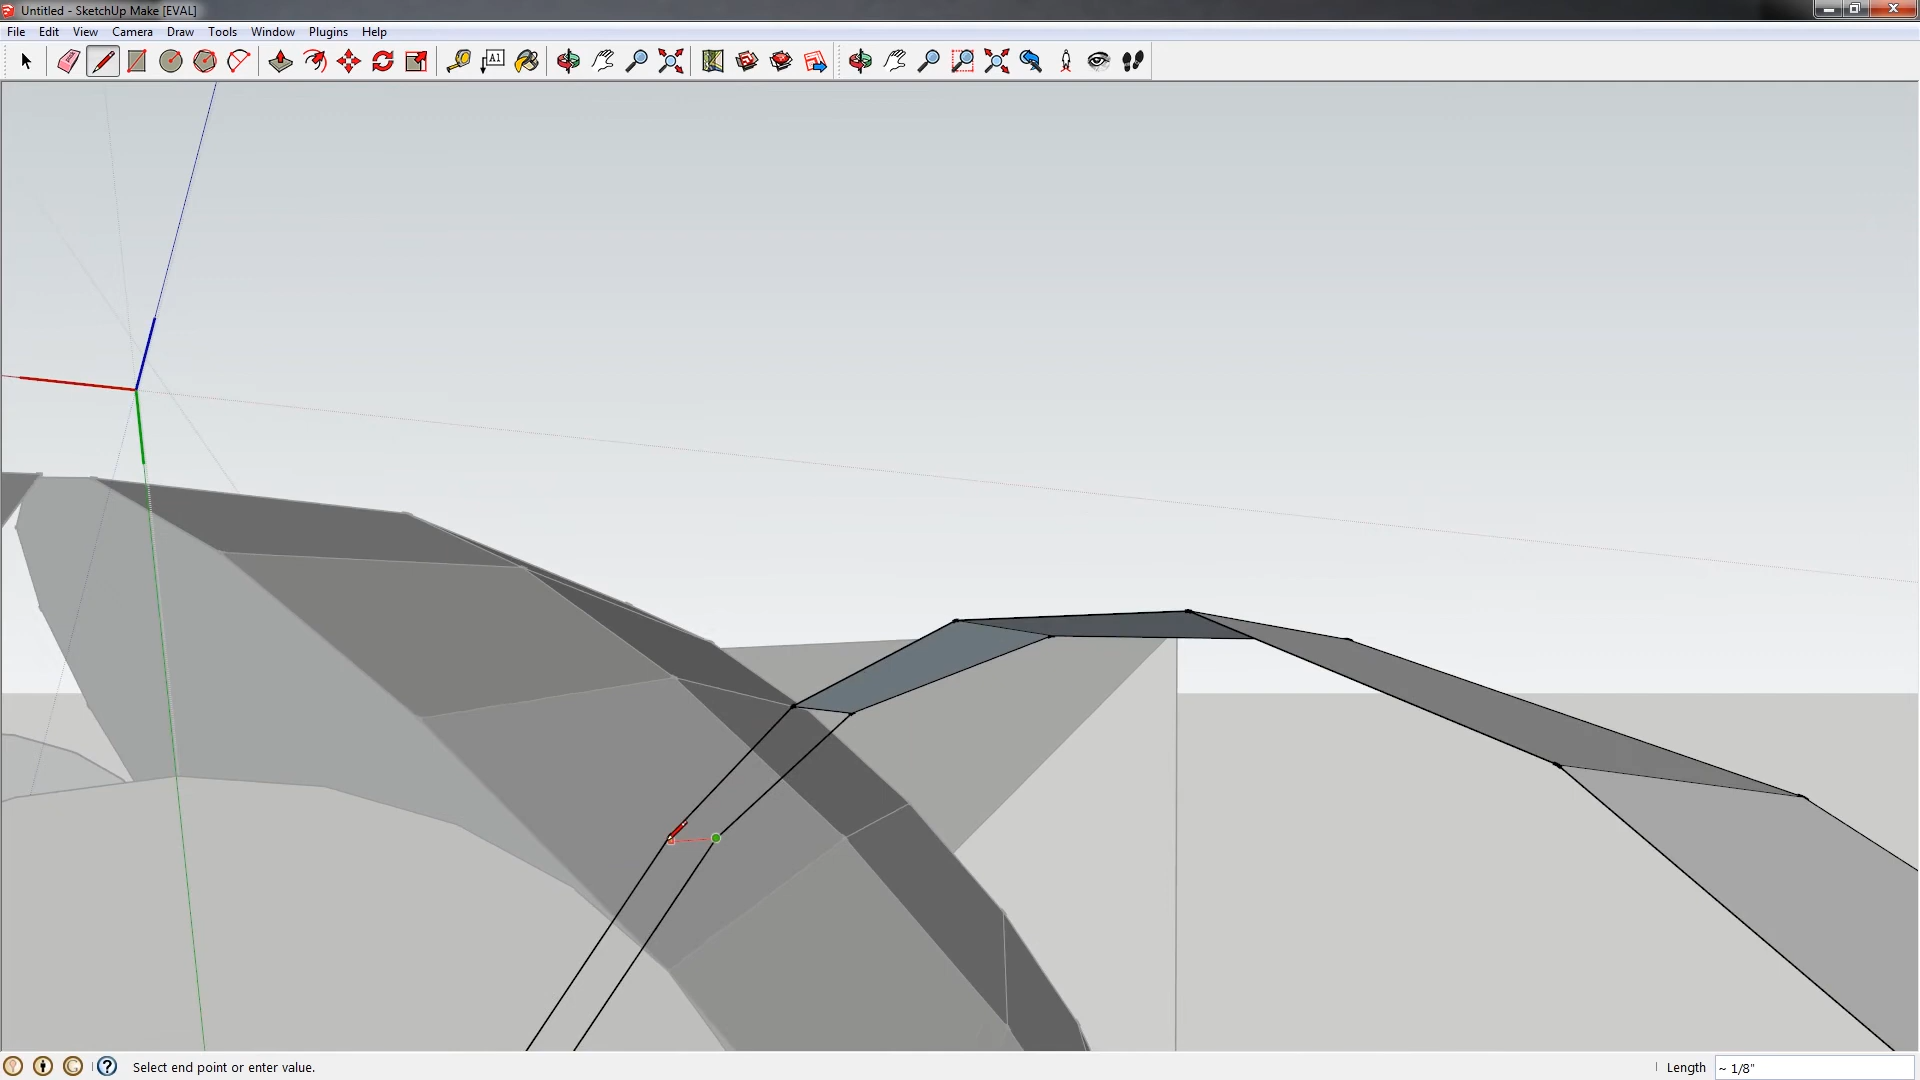 Untitled - SketchUp Make [EVAL]
File Edit View Camera Draw Tools Window Plugins Help
A1
Select end point or enter value.
Length ~ 1/8"